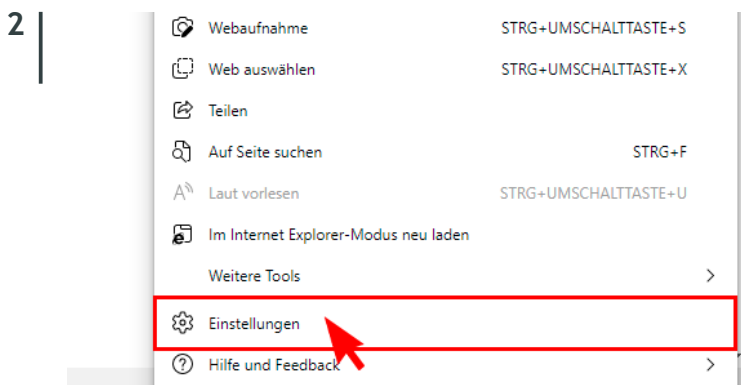 2
Webaufnahme STRG+UMSCHALTTASTE+S
Web auswählen STRG+UMSCHALTTASTE+X
Teilen
Auf Seite suchen STRG+F
Laut vorlesen STRG+UMSCHALTTASTE+U
Im Internet Explorer-Modus neu laden
Weitere Tools
Einstellungen
Hilfe und Feedback